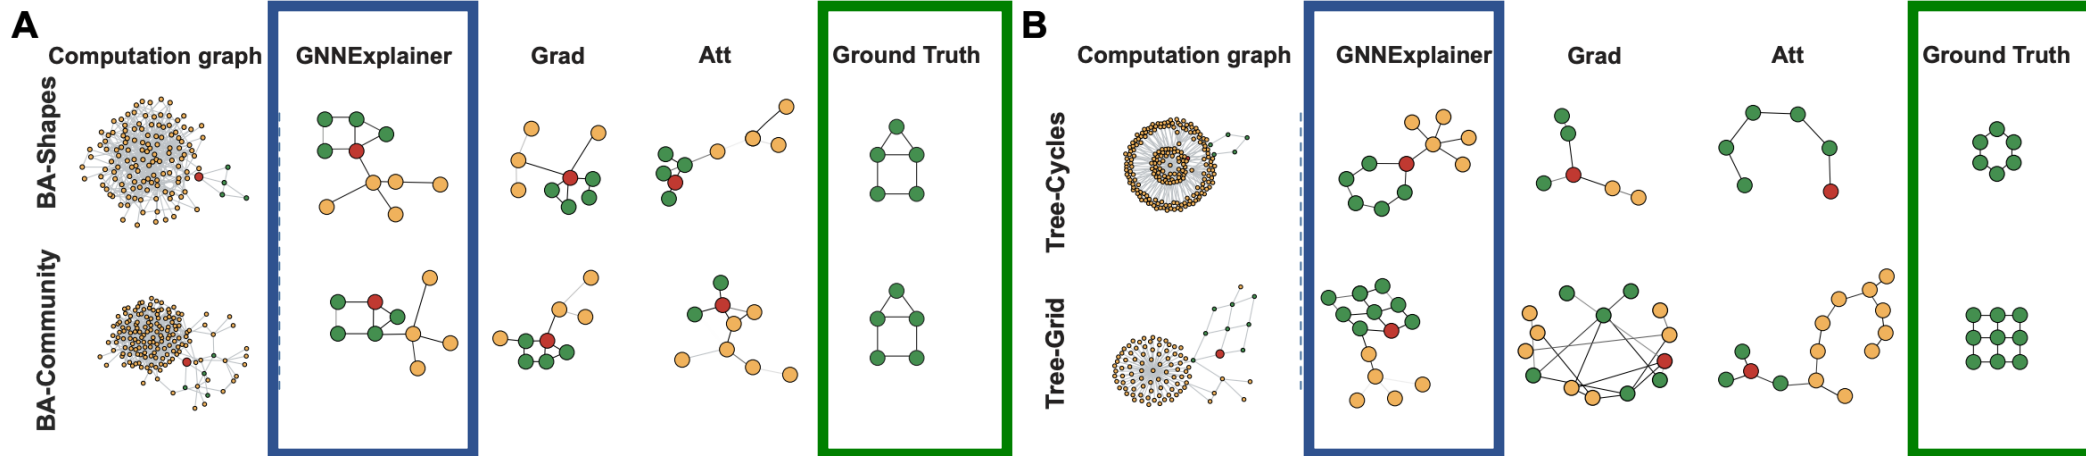 A
Computation graph GNNExplainer Grad Att Ground Truth
BA-Shapes
BA-Community
B
Computation graph GNNExplainer Grad Att Ground Truth
Tree-Cycles
Tree-Grid